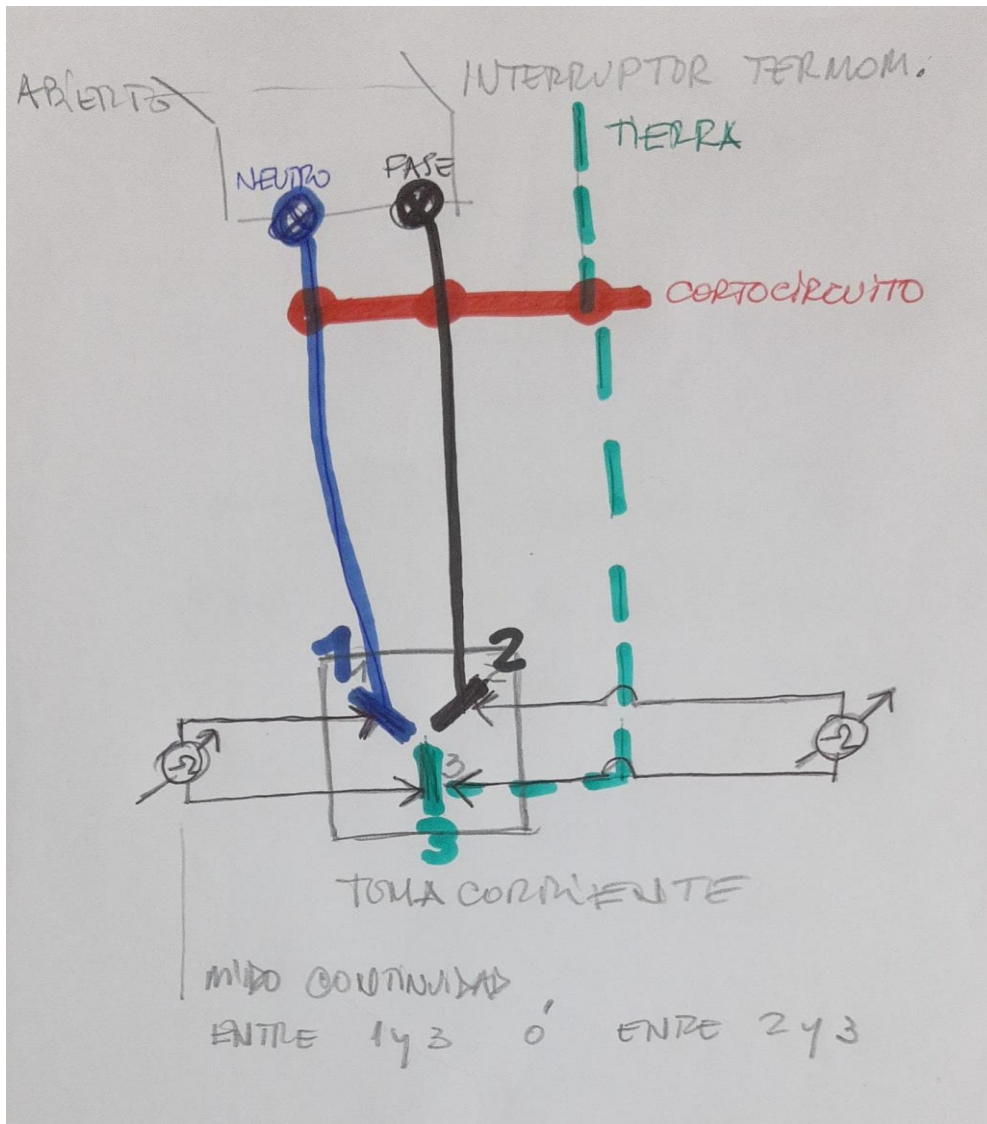 ABIERTO
INTERRUPTOR TERMOM.
TIERRA
NEUTRO
FASE
CORTOCIRCUITO
1
2
1
3
3
TOMA CORRIENTE
MIDO CONTINUIDAD
ENTRE 1 y 3 ó ENTRE 2 y 3